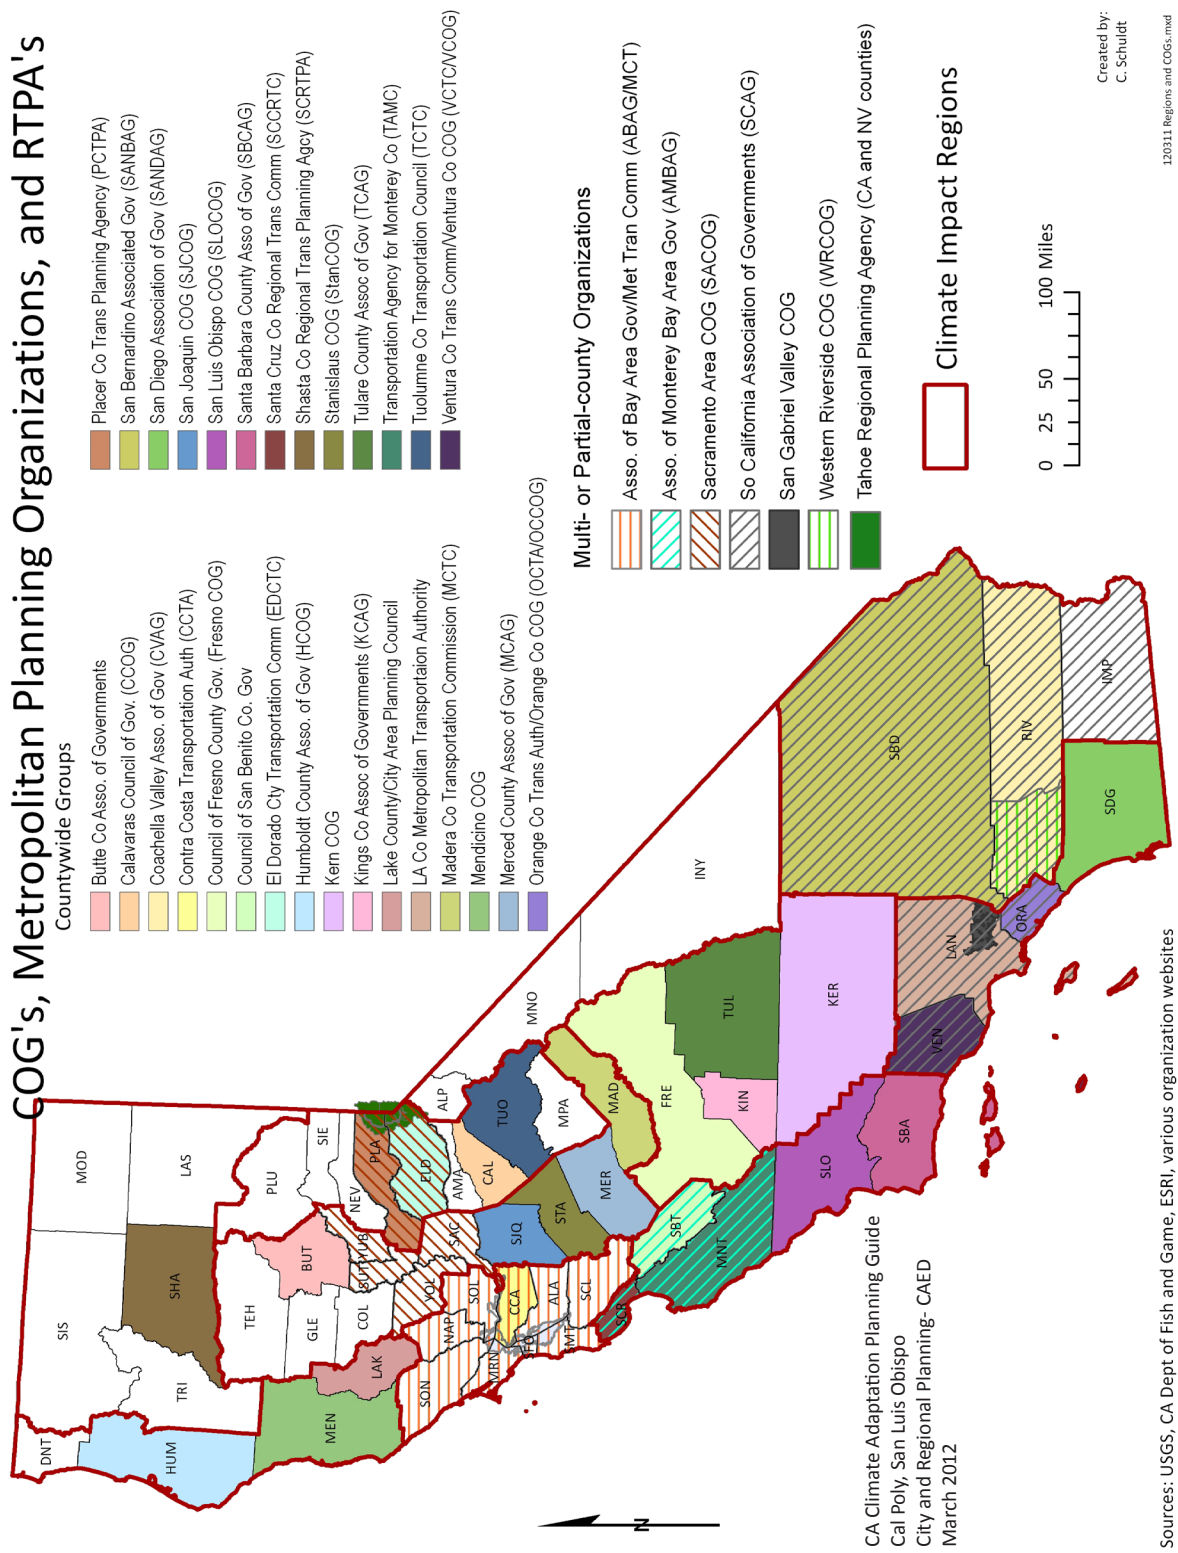 COG's, Metropolitan Planning Organizations, and RTPA's
Countywide Groups
Butte Co Asso. of Governments
Calavaras Council of Gov. (CCOG)
Coachella Valley Asso. of Gov (CVAG)
Contra Costa Transportation Auth (CCTA)
Council of Fresno County Gov. (Fresno COG)
Council of San Benito Co. Gov
El Dorado Cty Transportation Comm (EDCTC)
Humboldt County Asso. of Gov (HCOG)
Kern COG
Kings Co Assoc of Governments (KCAG)
Lake County/City Area Planning Council
LA Co Metropolitan Transportaion Authority
Madera Co Transportation Commission (MCTC)
Mendicino COG
Merced County Assoc of Gov (MCAG)
Orange Co Trans Auth/Orange Co COG (OCTA/OCCOG)
Placer Co Trans Planning Agency (PCTPA)
San Bernardino Associated Gov (SANBAG)
San Diego Association of Gov (SANDAG)
San Joaquin COG (SJCOG)
San Luis Obispo COG (SLOCOG)
Santa Barbara County Asso of Gov (SBCAG)
Santa Cruz Co Regional Trans Comm (SCCRTC)
Shasta Co Regional Trans Planning Agcy (SCRTPA)
Stanislaus COG (StanCOG)
Tulare County Assoc of Gov (TCAG)
Transportation Agency for Monterey Co (TAMC)
Tuolumne Co Transportation Council (TCTC)
Ventura Co Trans Comm/Ventura Co COG (VCTC/VCOG)
Multi- or Partial-county Organizations
Asso. of Bay Area Gov/Met Tran Comm (ABAG/MCT)
Asso. of Monterey Bay Area Gov (AMBAG)
Sacramento Area COG (SACOG)
So California Association of Governments (SCAG)
San Gabriel Valley COG
Western Riverside COG (WRCOG)
Tahoe Regional Planning Agency (CA and NV counties)
Climate Impact Regions
0 25 50 100 Miles
DNT
SIS
MOD
HUM
TRI
SHA
LAS
TEH
PLU
MEN
GLE
BUT
SIE
LAK
COL
SUT
YUB
NEV
PLA
SON
NAP
YOL
SAC
ELD
ALP
MRN
SOL
AMA
CCA
SJQ
CAL
TUO
MNO
SFO
ALA
STA
MPA
SMT
SCL
MER
MAD
SCR
SBT
FRE
INY
MNT
KIN
TUL
SLO
KER
SBD
SBA
VEN
LAN
ORA
RIV
SDG
IMP
N
CA Climate Adaptation Planning Guide
Cal Poly, San Luis Obispo
City and Regional Planning- CAED
March 2012
Created by:
C. Schuldt
120311 Regions and COGs.mxd
Sources: USGS, CA Dept of Fish and Game, ESRI, various organization websites